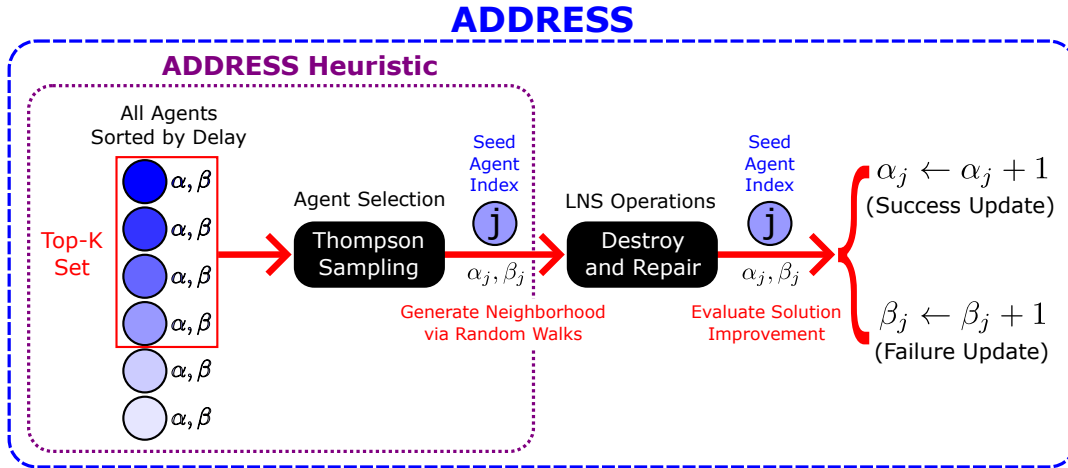 ADDRESS
ADDRESS Heuristic
All Agents
Sorted by Delay
α, β
α, β
α, β
α, β
α, β
α, β
Top-K
Set
Agent Selection
Thompson
Sampling
Seed
Agent
Index
j
α_j, β_j
Generate Neighborhood
via Random Walks
LNS Operations
Destroy
and Repair
Seed
Agent
Index
j
α_j, β_j
Evaluate Solution
Improvement
α_j ← α_j + 1
(Success Update)
β_j ← β_j + 1
(Failure Update)